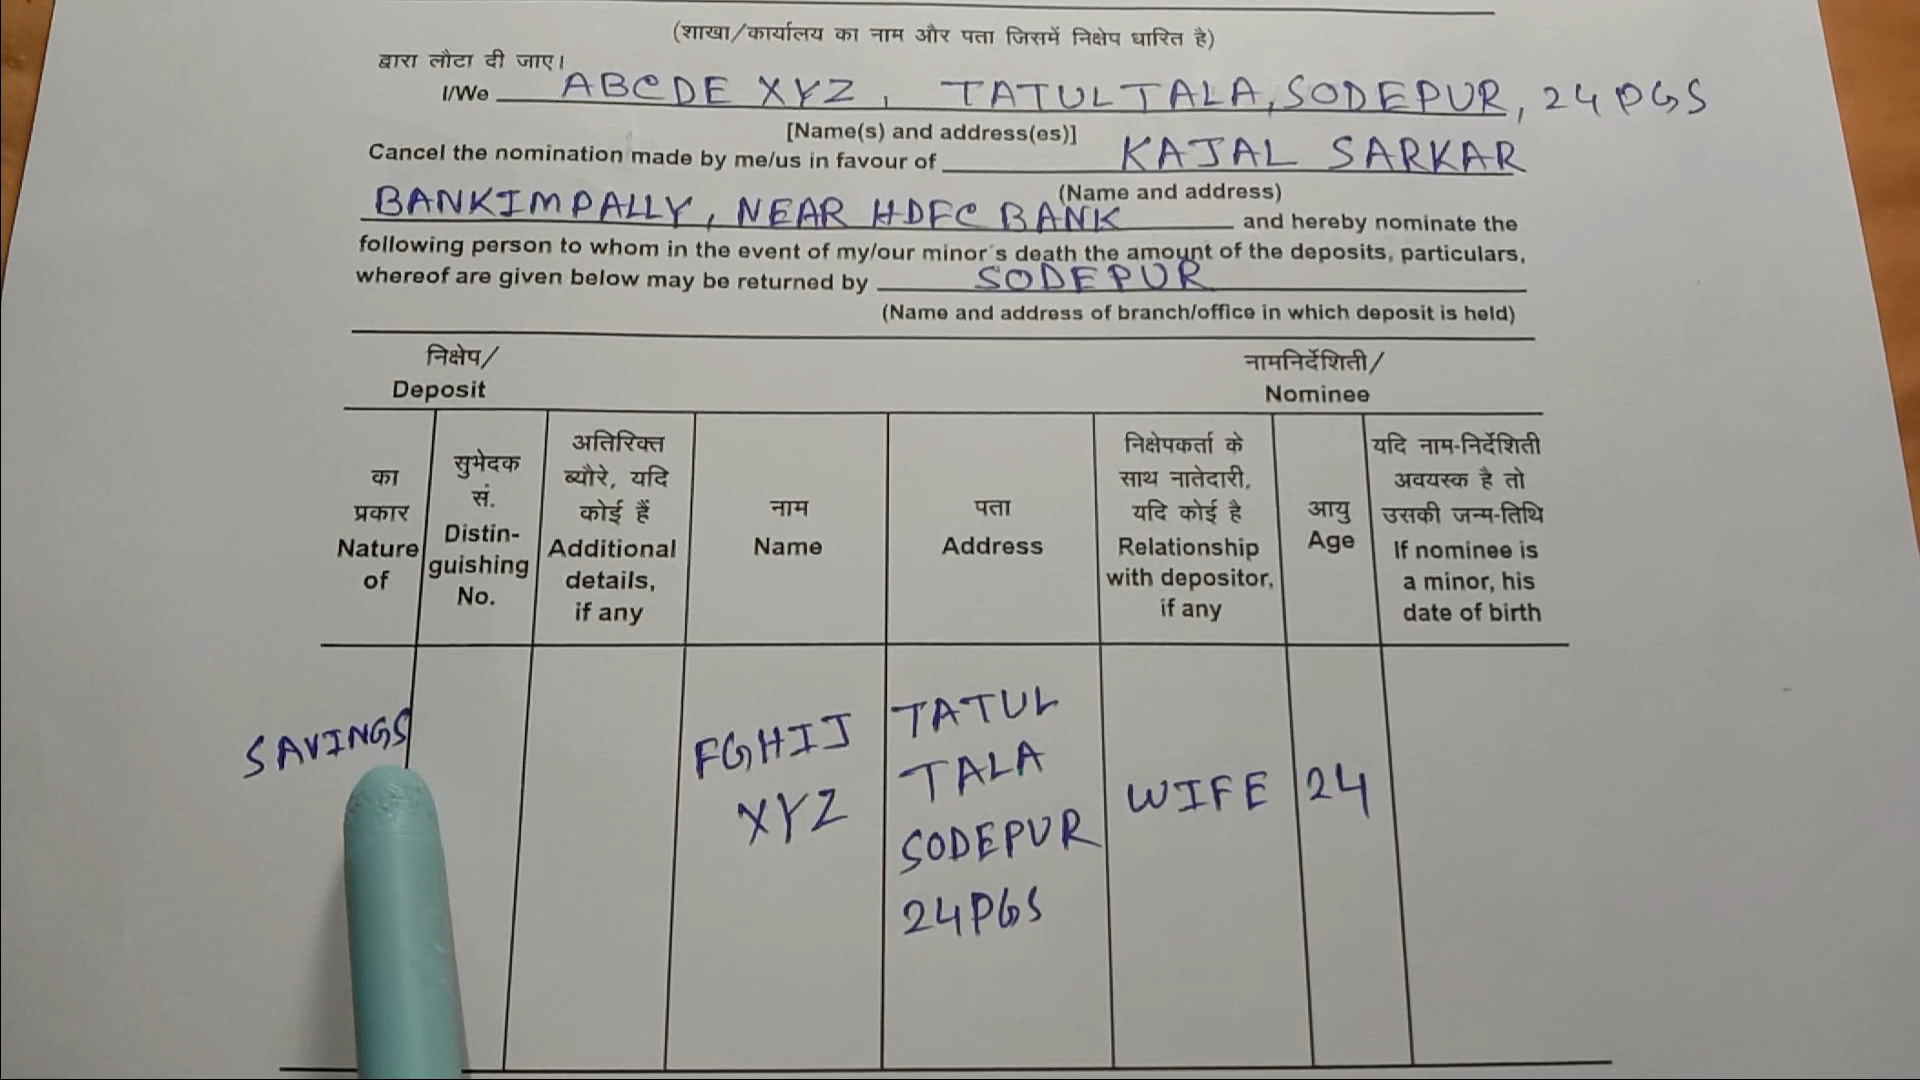 (शाखा/कार्यालय का नाम और पता जिसमें निक्षेप धारित है)
द्वारा लौटा दी जाए।
I/We ABCDE XYZ, TATULTALA, SODEPUR, 24 PGS
[Name(s) and address(es)]
Cancel the nomination made by me/us in favour of KAJAL SARKAR
(Name and address)
BANKIMPALLY, NEAR HDFC BANK and hereby nominate the
following person to whom in the event of my/our minor's death the amount of the deposits, particulars,
whereof are given below may be returned by SODEPUR
(Name and address of branch/office in which deposit is held)
निक्षेप/
Deposit
नामनिर्देशिती/
Nominee
का
प्रकार
Nature
of
सुभेदक
सं.
Distin-
guishing
No.
अतिरिक्त
ब्यौरे, यदि
कोई हैं
Additional
details,
if any
नाम
Name
पता
Address
निक्षेपकर्ता के
साथ नातेदारी,
यदि कोई है
Relationship
with depositor,
if any
आयु
Age
यदि नाम-निर्देशिती
अवयस्क है तो
उसकी जन्म-तिथि
If nominee is
a minor, his
date of birth
SAVINGS
FGHIJ
XYZ
TATUL
TALA
SODEPUR
24PGS
WIFE
24